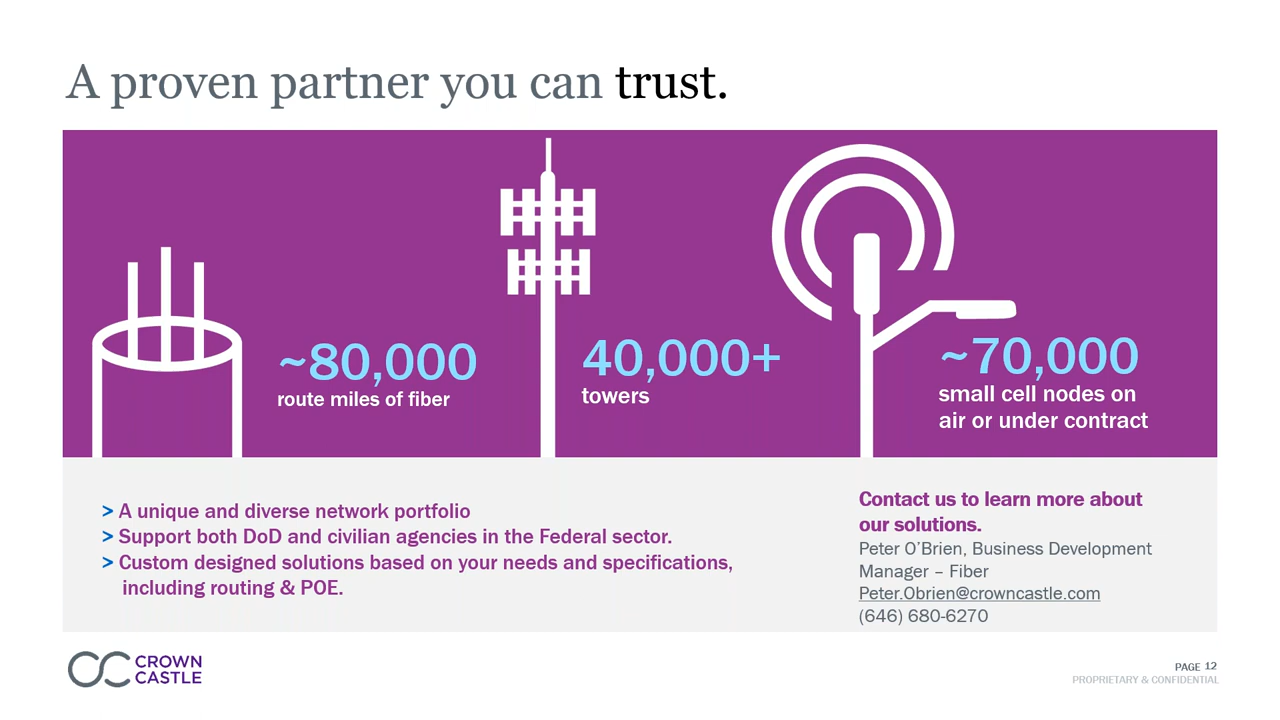 A proven partner you can trust.
~80,000
route miles of fiber
40,000+
towers
~70,000
small cell nodes on
air or under contract
> A unique and diverse network portfolio
> Support both DoD and civilian agencies in the Federal sector.
> Custom designed solutions based on your needs and specifications,
including routing & POE.
Contact us to learn more about
our solutions.
Peter O’Brien, Business Development
Manager – Fiber
Peter.Obrien@crowncastle.com
(646) 680-6270
CROWN
CASTLE
PAGE 12
PROPRIETARY & CONFIDENTIAL